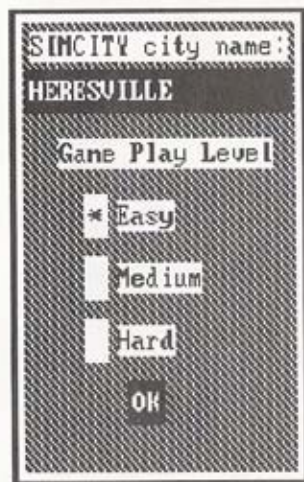 SIMCITY city name:
HERESVILLE
Game Play Level
* Easy
Medium
Hard
OK